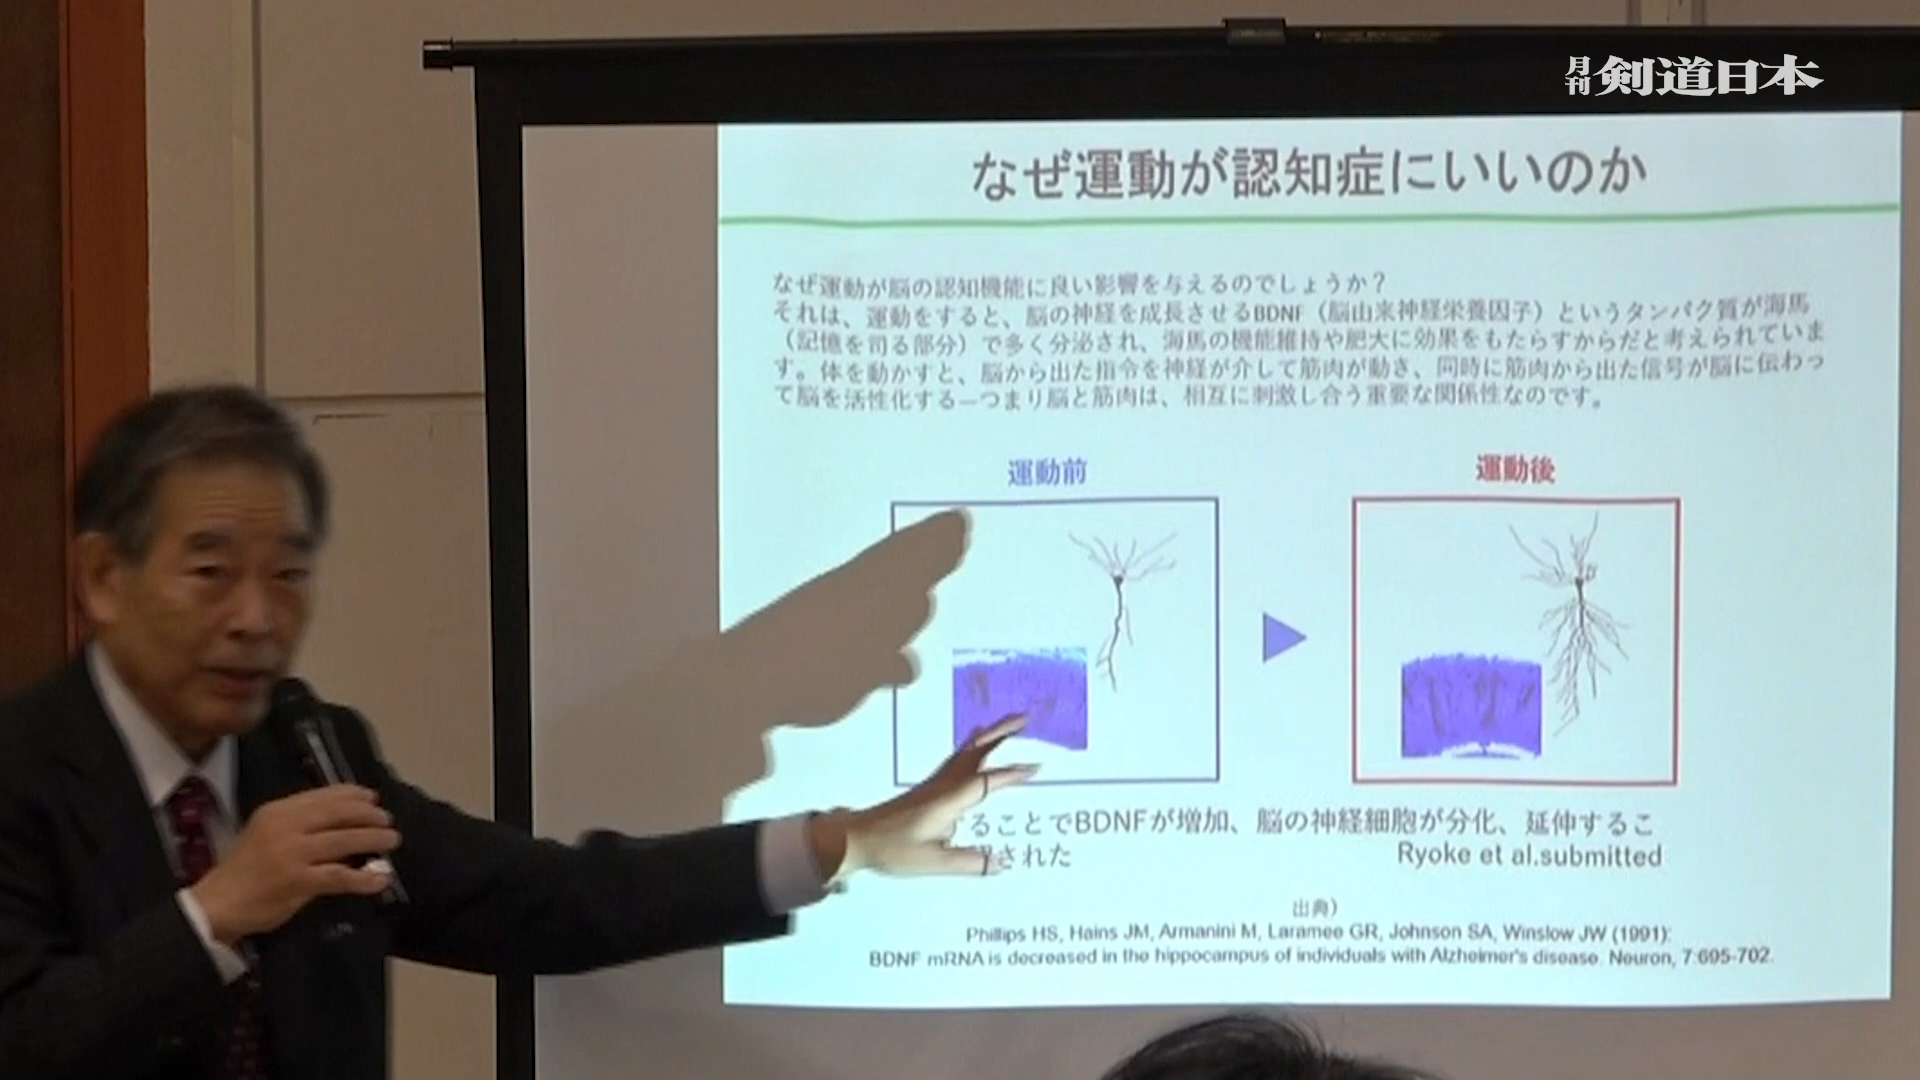 月刊 剣道日本
なぜ運動が認知症にいいのか
なぜ運動が脳の認知機能に良い影響を与えるのでしょうか？
それは、運動をすると、脳の神経を成長させるBDNF（脳由来神経栄養因子）というタンパク質が海馬
（記憶を司る部分）で多く分泌され、海馬の機能維持や肥大に効果をもたらすからだと考えられていま
す。体を動かすと、脳から出た指令を神経が介して筋肉が動き、同時に筋肉から出た信号が脳に伝わっ
て脳を活性化する—つまり脳と筋肉は、相互に刺激し合う重要な関係性なのです。
運動前
運動後
することでBDNFが増加、脳の神経細胞が分化、延伸するこ
された
Ryoke et al.submitted
出典）
Phillips HS, Hains JM, Armanini M, Laramee GR, Johnson SA, Winslow JW (1991):
BDNF mRNA is decreased in the hippocampus of individuals with Alzheimer's disease. Neuron, 7:695-702.